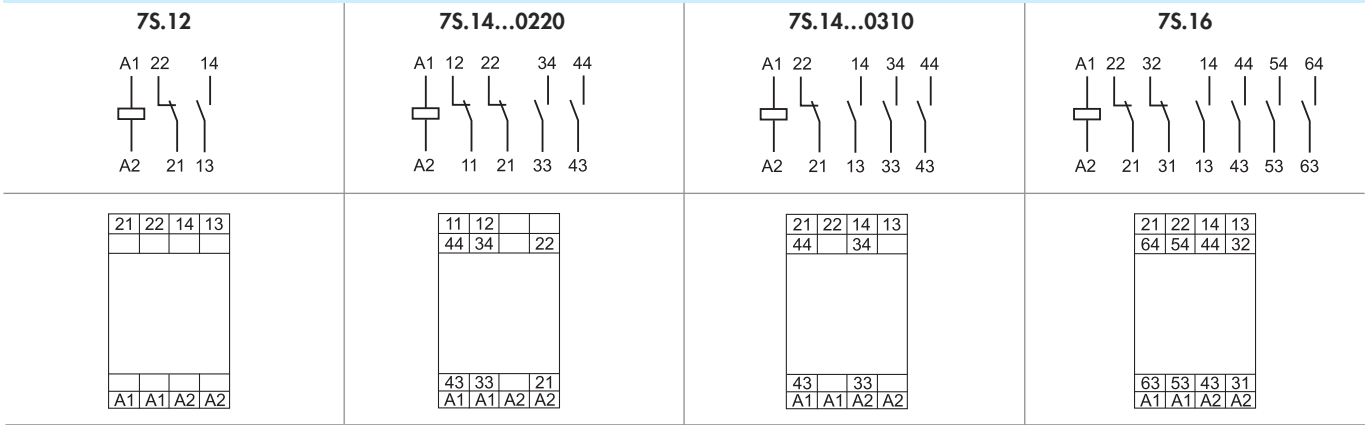 7S.12 7S.14...0220 7S.14...0310 7S.16
A1 22 14 A1 12 22 34 44 A1 22 14 34 44 A1 22 32 14 44 54 64
A2 21 13 A2 11 21 33 43 A2 21 13 33 43 A2 21 31 13 43 53 63
21 22 14 13 11 12 21 22 14 13 21 22 14 13
44 34 22 44 34 64 54 44 32
43 33 21 43 33 63 53 43 31
A1 A1 A2 A2 A1 A1 A2 A2 A1 A1 A2 A2 A1 A1 A2 A2